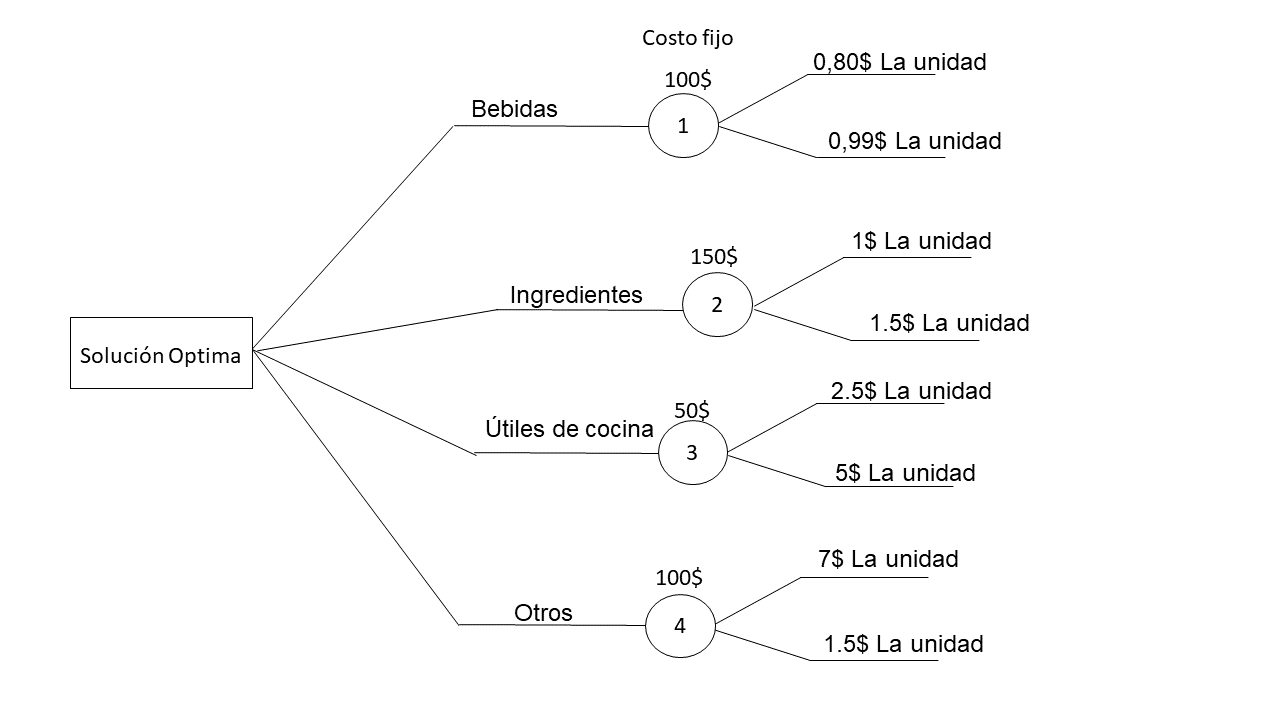 Costo fijo
100$
0,80$ La unidad
Bebidas
1
0,99$ La unidad
150$
1$ La unidad
Ingredientes
2
1.5$ La unidad
Solución Optima
50$
2.5$ La unidad
Útiles de cocina
3
5$ La unidad
100$
7$ La unidad
Otros
4
1.5$ La unidad